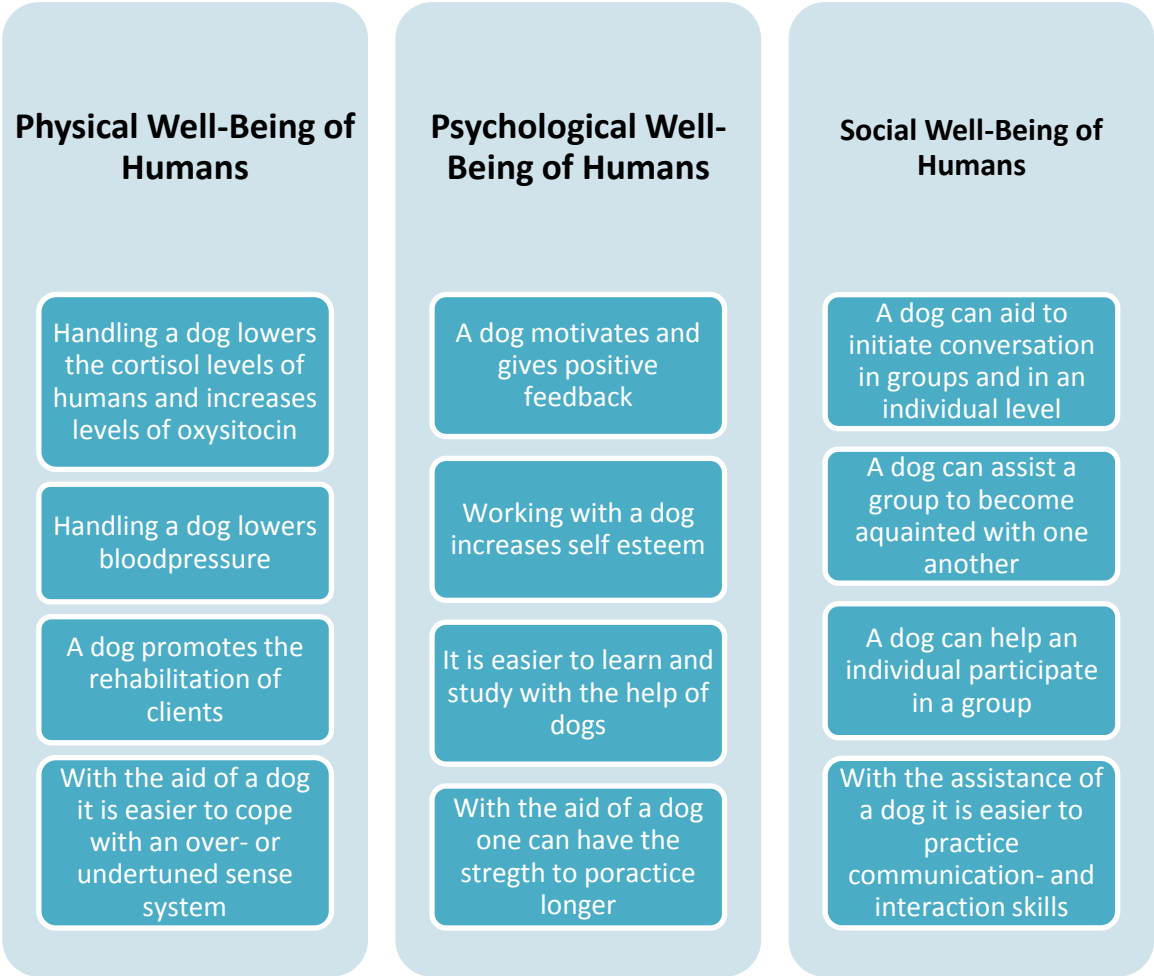 Physical Well-Being of
Humans
Handling a dog lowers
the cortisol levels of
humans and increases
levels of oxysitocin
Handling a dog lowers
bloodpressure
A dog promotes the
rehabilitation of
clients
With the aid of a dog
it is easier to cope
with an over- or
undertuned sense
system
Psychological Well-
Being of Humans
A dog motivates and
gives positive
feedback
Working with a dog
increases self esteem
It is easier to learn and
study with the help of
dogs
With the aid of a dog
one can have the
stregth to poractice
longer
Social Well-Being of
Humans
A dog can aid to
initiate conversation
in groups and in an
individual level
A dog can assist a
group to become
aquainted with one
another
A dog can help an
individual participate
in a group
With the assistance of
a dog it is easier to
practice
communication- and
interaction skills